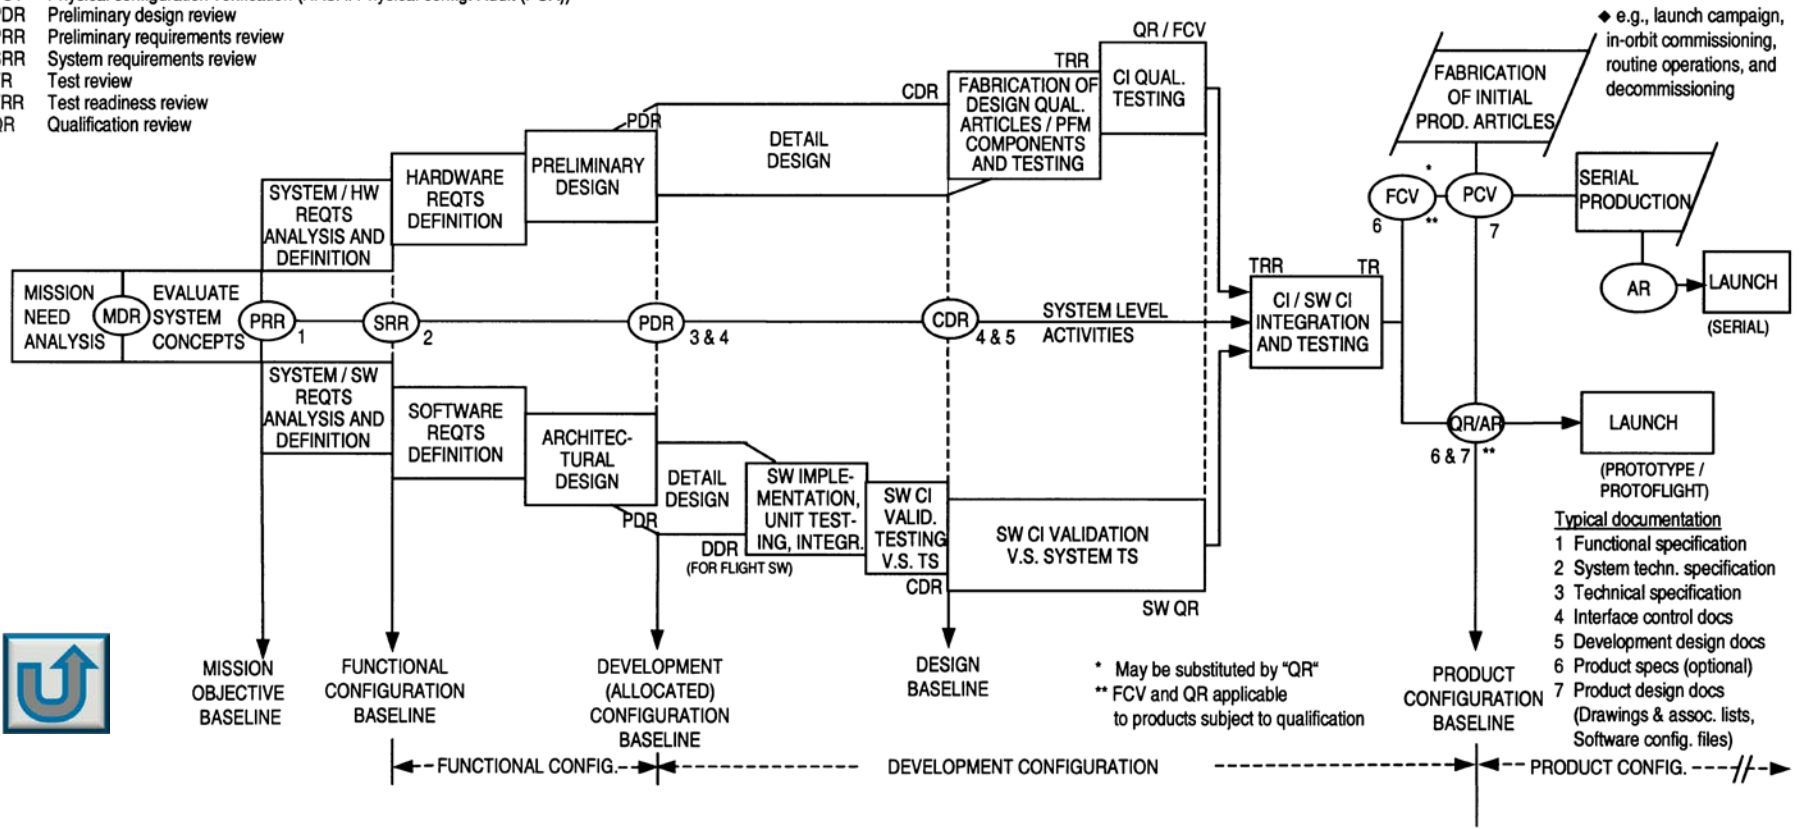 PDR Preliminary design review
PRR Preliminary requirements review
SRR System requirements review
TR Test review
TRR Test readiness review
QR Qualification review
◆ e.g., launch campaign,
in-orbit commissioning,
routine operations, and
decommissioning
QR / FCV
TRR
CDR
PDR
SYSTEM / HW
REQTS
ANALYSIS AND
DEFINITION
HARDWARE
REQTS
DEFINITION
PRELIMINARY
DESIGN
DETAIL
DESIGN
FABRICATION OF
DESIGN QUAL.
ARTICLES / PFM
COMPONENTS
AND TESTING
CI QUAL.
TESTING
FABRICATION
OF INITIAL
PROD. ARTICLES
*
FCV
6
**
PCV
7
SERIAL
PRODUCTION
AR
LAUNCH
(SERIAL)
MISSION
NEED
ANALYSIS
MDR
EVALUATE
SYSTEM
CONCEPTS
PRR
1
SRR
2
PDR
3 & 4
CDR
4 & 5
SYSTEM LEVEL
ACTIVITIES
TRR
TR
CI / SW CI
INTEGRATION
AND TESTING
SYSTEM / SW
REQTS
ANALYSIS AND
DEFINITION
SOFTWARE
REQTS
DEFINITION
ARCHITEC-
TURAL
DESIGN
PDR
DETAIL
DESIGN
DDR
(FOR FLIGHT SW)
SW IMPLE-
MENTATION,
UNIT TEST-
ING, INTEGR.
SW CI
VALID.
TESTING
V.S. TS
CDR
SW CI VALIDATION
V.S. SYSTEM TS
SW QR
QR/AR
6 & 7 **
LAUNCH
(PROTOTYPE /
PROTOFLIGHT)
Typical documentation
1 Functional specification
2 System techn. specification
3 Technical specification
4 Interface control docs
5 Development design docs
6 Product specs (optional)
7 Product design docs
(Drawings & assoc. lists,
Software config. files)
MISSION
OBJECTIVE
BASELINE
FUNCTIONAL
CONFIGURATION
BASELINE
DEVELOPMENT
(ALLOCATED)
CONFIGURATION
BASELINE
DESIGN
BASELINE
* May be substituted by "QR"
** FCV and QR applicable
to products subject to qualification
PRODUCT
CONFIGURATION
BASELINE
FUNCTIONAL CONFIG.
DEVELOPMENT CONFIGURATION
PRODUCT CONFIG.